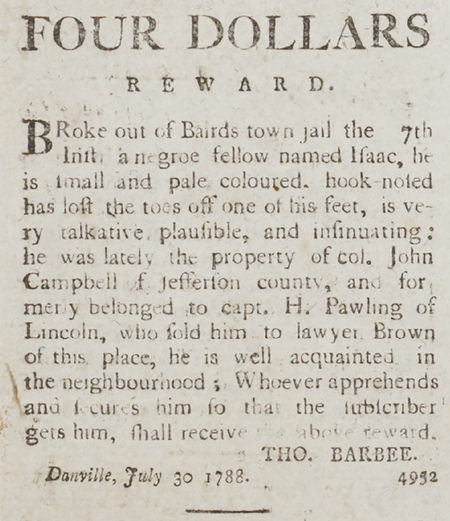 FOUR DOLLARS
REWARD.
BRoke out of Bairds town jail the 7th
Inſt. a negroe fellow named Iſaac, he
is ſmall and pale coloured. hook-noſed
has loſt the toes off one of his feet, is ve-
ry talkative, plauſible, and inſinuating:
he was lately the property of col. John
Campbell of Jefferſon county, and for
merly belonged to capt. H. Pawling of
Lincoln, who ſold him to lawyer Brown
of this place, he is well acquainted in
the neighbourhood; Whoever apprehends
and ſecures him ſo that the ſubſcriber
gets him, ſhall receive the above reward.
THO. BARBEE.
Danville, July 30 1788. 4952